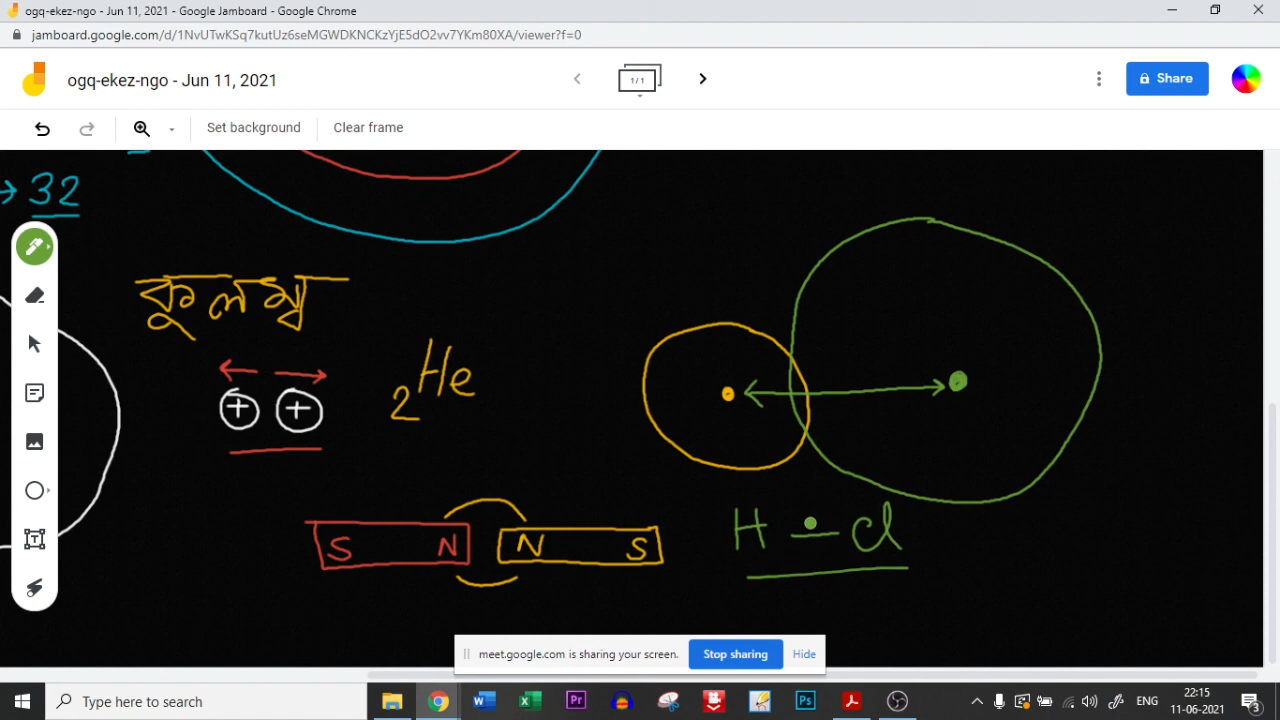 ogq-ekez-ngo - Jun 11, 2021 - Google Jamboard - Google Chrome
jamboard.google.com/d/1NvUTwKSq7kutUz6seMGWDKNCKzYjE5dO2vv7YKm80XA/viewer?f=0
ogq-ekez-ngo - Jun 11, 2021
1/1
Share
Set background
Clear frame
→ 32
কুলম্ব
← →
+ +
₂He
S N N S
H — Cl
meet.google.com is sharing your screen.
Stop sharing
Hide
Type here to search
ENG
22:15
11-06-2021
3